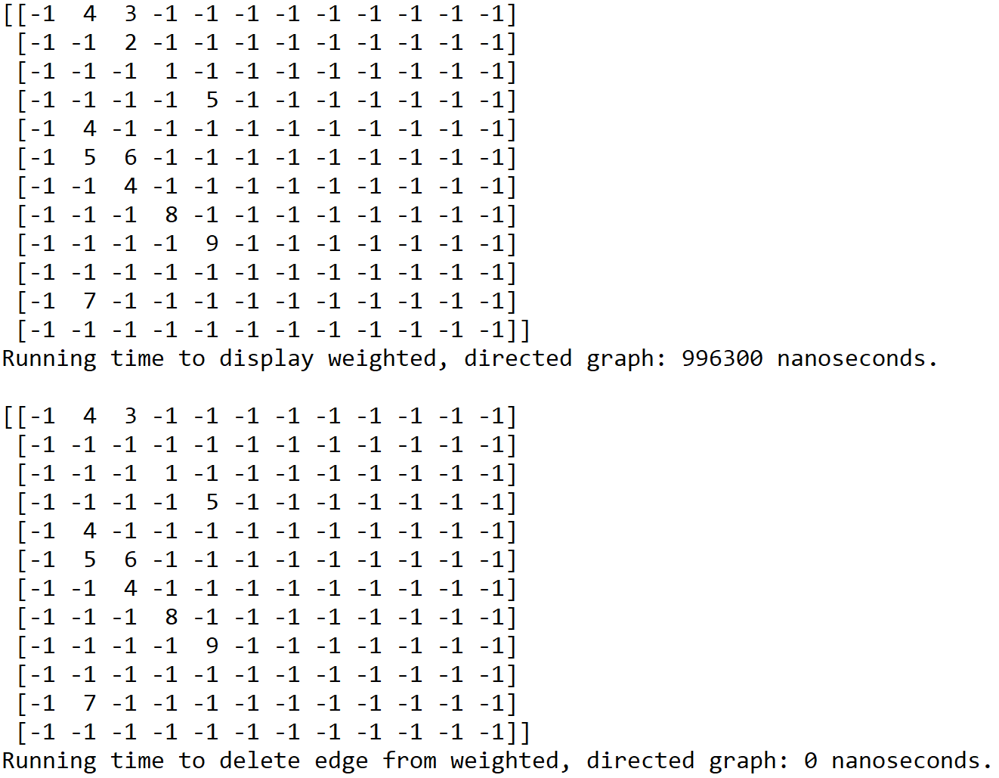 [[-1  4  3 -1 -1 -1 -1 -1 -1 -1 -1 -1]
 [-1 -1  2 -1 -1 -1 -1 -1 -1 -1 -1 -1]
 [-1 -1 -1  1 -1 -1 -1 -1 -1 -1 -1 -1]
 [-1 -1 -1 -1  5 -1 -1 -1 -1 -1 -1 -1]
 [-1  4 -1 -1 -1 -1 -1 -1 -1 -1 -1 -1]
 [-1  5  6 -1 -1 -1 -1 -1 -1 -1 -1 -1]
 [-1 -1  4 -1 -1 -1 -1 -1 -1 -1 -1 -1]
 [-1 -1 -1  8 -1 -1 -1 -1 -1 -1 -1 -1]
 [-1 -1 -1 -1  9 -1 -1 -1 -1 -1 -1 -1]
 [-1 -1 -1 -1 -1 -1 -1 -1 -1 -1 -1 -1]
 [-1  7 -1 -1 -1 -1 -1 -1 -1 -1 -1 -1]
 [-1 -1 -1 -1 -1 -1 -1 -1 -1 -1 -1 -1]]
Running time to display weighted, directed graph: 996300 nanoseconds.

[[-1  4  3 -1 -1 -1 -1 -1 -1 -1 -1 -1]
 [-1 -1 -1 -1 -1 -1 -1 -1 -1 -1 -1 -1]
 [-1 -1 -1  1 -1 -1 -1 -1 -1 -1 -1 -1]
 [-1 -1 -1 -1  5 -1 -1 -1 -1 -1 -1 -1]
 [-1  4 -1 -1 -1 -1 -1 -1 -1 -1 -1 -1]
 [-1  5  6 -1 -1 -1 -1 -1 -1 -1 -1 -1]
 [-1 -1  4 -1 -1 -1 -1 -1 -1 -1 -1 -1]
 [-1 -1 -1  8 -1 -1 -1 -1 -1 -1 -1 -1]
 [-1 -1 -1 -1  9 -1 -1 -1 -1 -1 -1 -1]
 [-1 -1 -1 -1 -1 -1 -1 -1 -1 -1 -1 -1]
 [-1  7 -1 -1 -1 -1 -1 -1 -1 -1 -1 -1]
 [-1 -1 -1 -1 -1 -1 -1 -1 -1 -1 -1 -1]]
Running time to delete edge from weighted, directed graph: 0 nanoseconds.